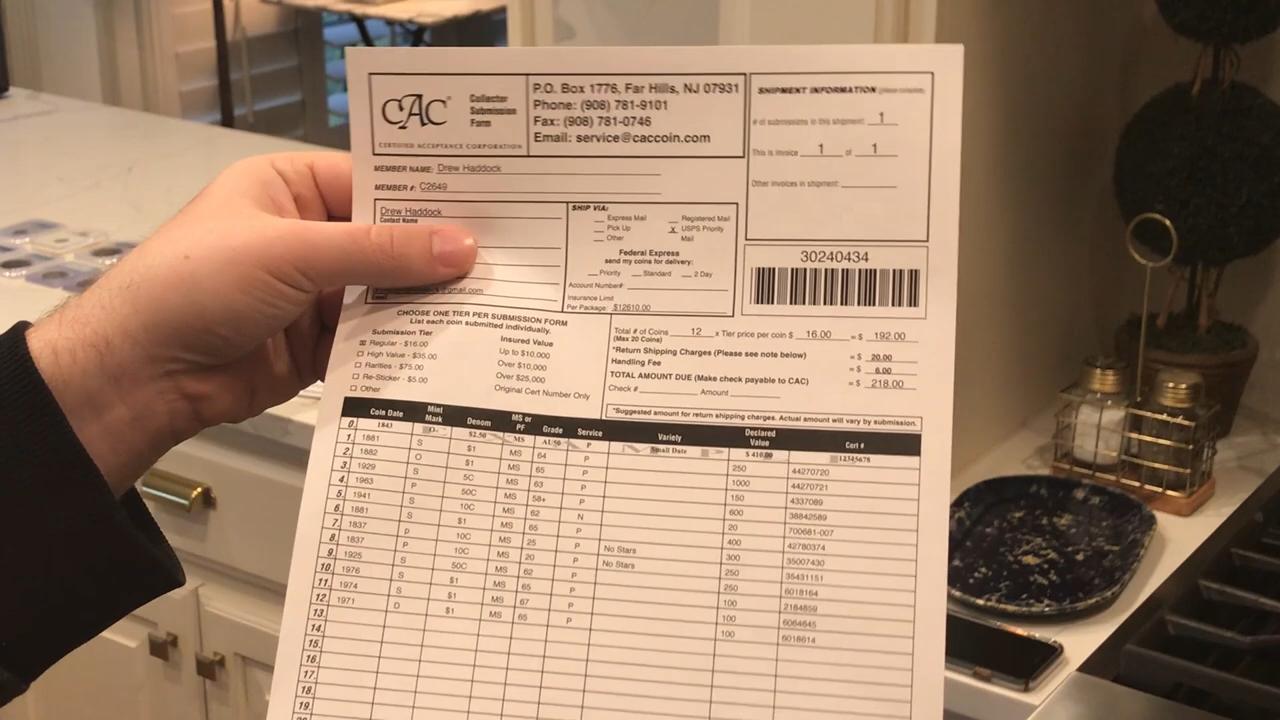 CAC
Collector
Submission
Form
CERTIFIED ACCEPTANCE CORPORATION
P.O. Box 1776, Far Hills, NJ 07931
Phone: (908) 781-9101
Fax: (908) 781-0746
Email: service@caccoin.com
SHIPMENT INFORMATION
# of submissions in this shipment: 1
This is invoice 1 of 1
Other invoices in shipment:
MEMBER NAME: Drew Haddock
MEMBER #: C2649
Drew Haddock
Contact Name
@gmail.com
SHIP VIA:
Express Mail Registered Mail
Pick Up X USPS Priority
Other Mail
Federal Express
send my coins for delivery:
Priority Standard 2 Day
Account Number#:
Insurance Limit
Per Package: $12610.00
30240434
CHOOSE ONE TIER PER SUBMISSION FORM
List each coin submitted individually.
Submission Tier Insured Value
Regular - $16.00 Up to $10,000
High Value - $35.00 Over $10,000
Rarities - $75.00 Over $25,000
Re-Sticker - $5.00 Original Cert Number Only
Other
Total # of Coins 12 x Tier price per coin $ 16.00 = $ 192.00
(Max 20 Coins)
*Return Shipping Charges (Please see note below) = $ 20.00
Handling Fee = $ 6.00
TOTAL AMOUNT DUE (Make check payable to CAC) = $ 218.00
Check # Amount
*Suggested amount for return shipping charges. Actual amount will vary by submission.
Coin Date Mint Mark Denom MS or PF Grade Service Variety Declared Value Cert #
0. 1843 O $2.50 MS AU50 P Small Date $ 410.00 12345678
1. 1881 S $1 MS 64 P 250 44270720
2. 1882 O $1 MS 65 P 1000 44270721
3. 1929 S 5C MS 63 P 150 4337089
4. 1963 P 50C MS 58+ P 600 38842589
5. 1941 S 10C MS 62 N 20 700681-007
6. 1881 S $1 MS 65 P 400 42780374
7. 1837 p 10C MS 25 P No Stars 300 35007430
8. 1837 P 10C MS 20 P No Stars 250 35431151
9. 1925 S 50C MS 62 P 250 6018164
10. 1976 S $1 MS 65 P 100 2184859
11. 1974 S $1 MS 67 P 100 6064645
12. 1971 D $1 MS 65 P 100 6018614
13.
14.
15.
16.
17.
18.
19.